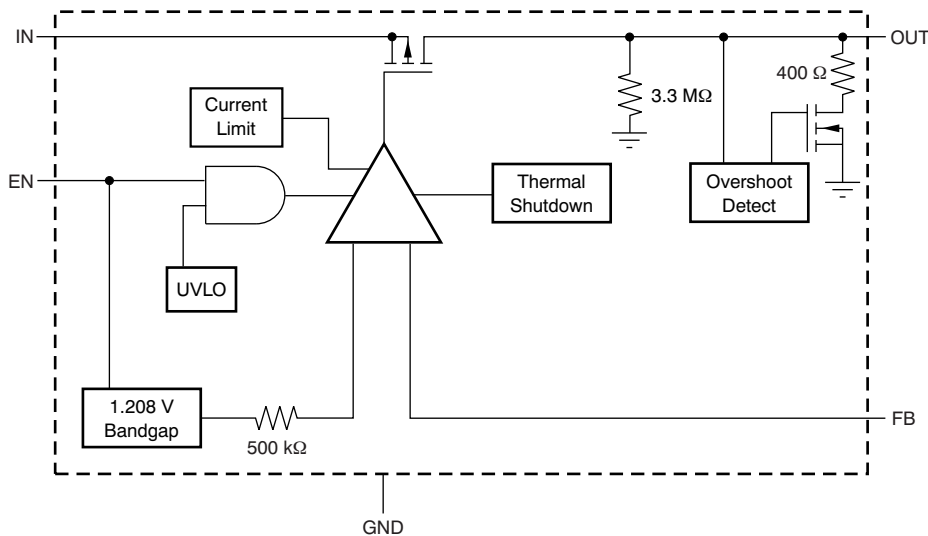 IN
OUT
400 Ω
3.3 MΩ
Current
Limit
EN
Thermal
Shutdown
Overshoot
Detect
UVLO
1.208 V
Bandgap
500 kΩ
FB
GND